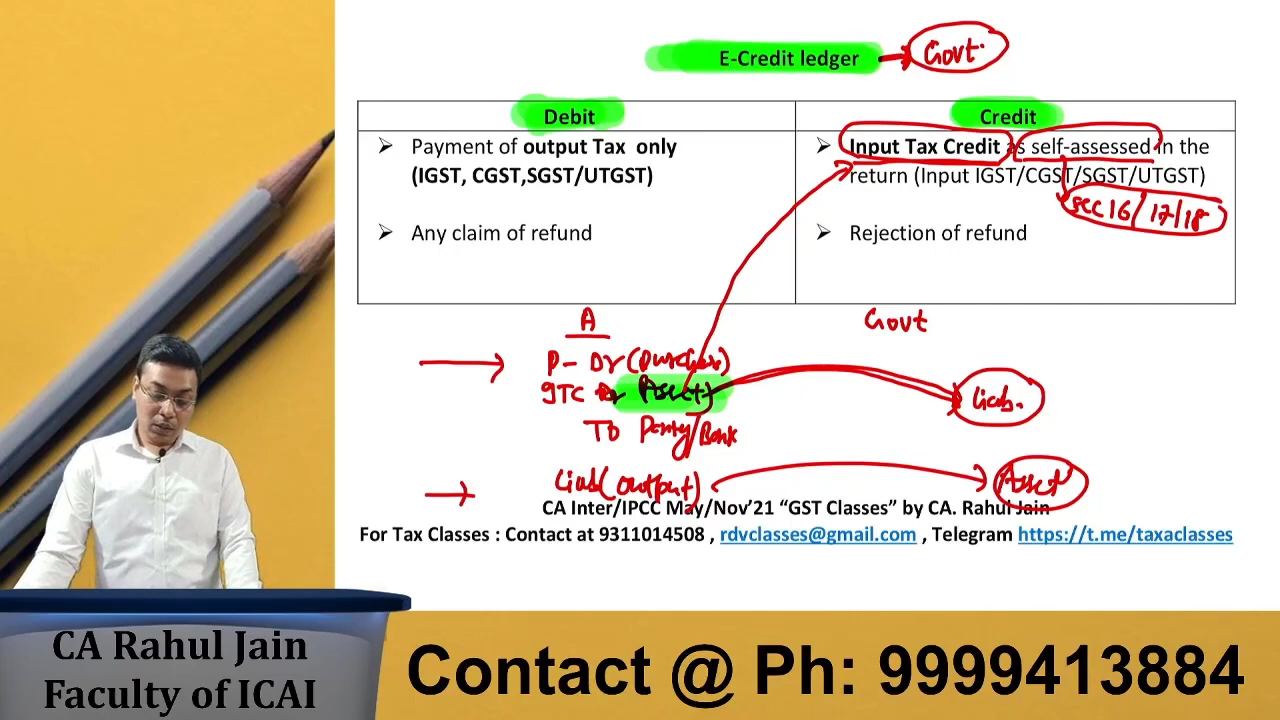 E-Credit ledger
Govt.
Debit
Credit
➢ Payment of output Tax only
(IGST, CGST,SGST/UTGST)
➢ Any claim of refund
➢ Input Tax Credit as self-assessed in the
return (Input IGST/CGST/SGST/UTGST)
sec 16/17/18
➢ Rejection of refund
A
Govt
P- Dr (purchase)
ITC Dr Asset)
Liab.
To Party/Bank
Liab (output)
Asset
CA Inter/IPCC May/Nov’21 “GST Classes” by CA. Rahul Jain
For Tax Classes : Contact at 9311014508 , rdvclasses@gmail.com , Telegram https://t.me/taxaclasses
CA Rahul Jain
Faculty of ICAI
Contact @ Ph: 9999413884